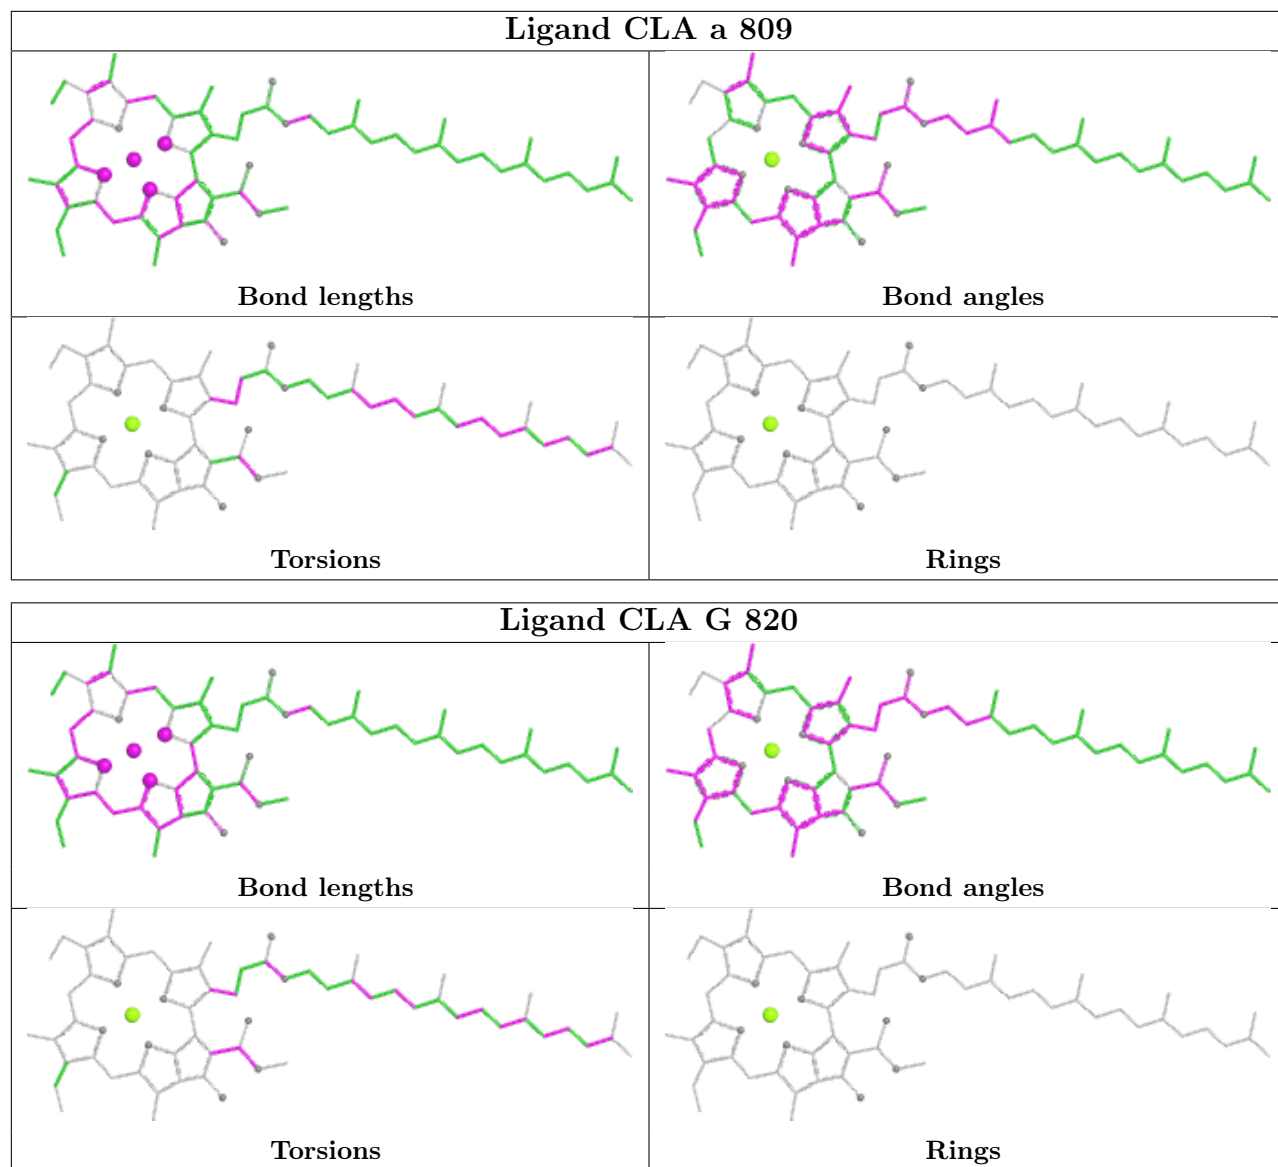 Ligand CLA a 809
Bond lengths
Bond angles
Torsions
Rings
Ligand CLA G 820
Bond lengths
Bond angles
Torsions
Rings